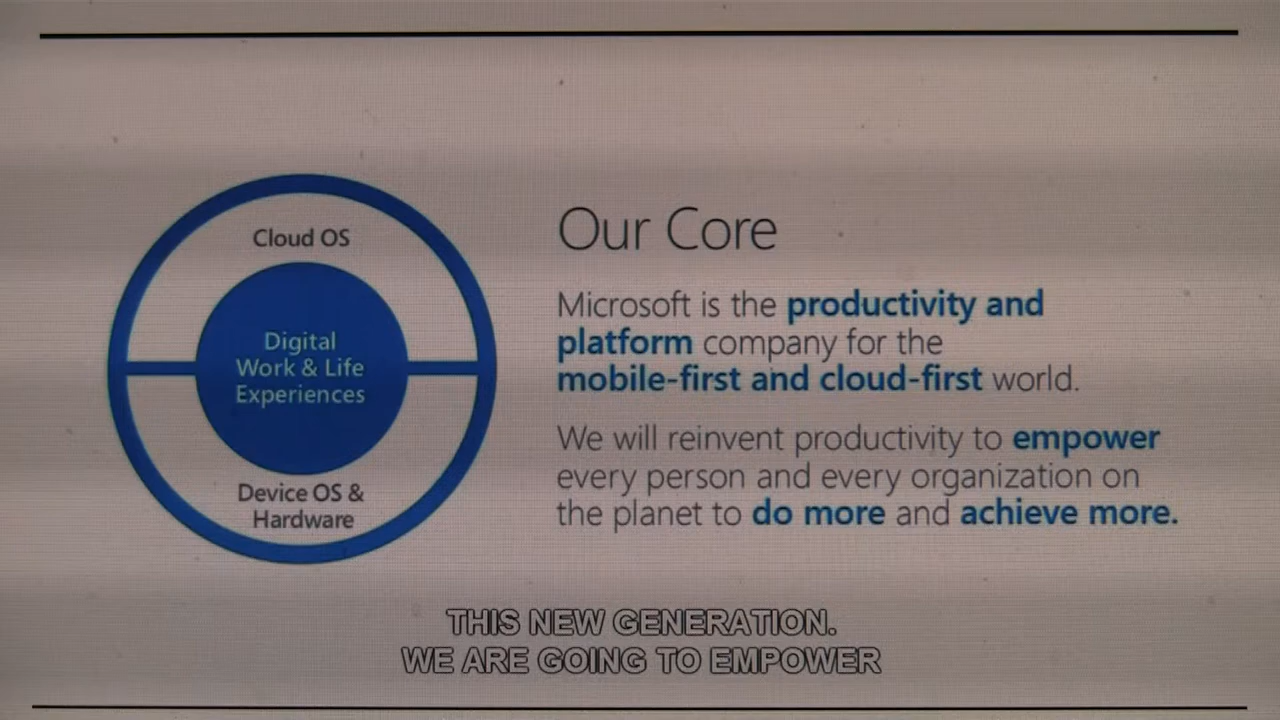 Cloud OS
Digital
Work & Life
Experiences
Device OS &
Hardware
Our Core
Microsoft is the productivity and
platform company for the
mobile-first and cloud-first world.
We will reinvent productivity to empower
every person and every organization on
the planet to do more and achieve more.
THIS NEW GENERATION.
WE ARE GOING TO EMPOWER